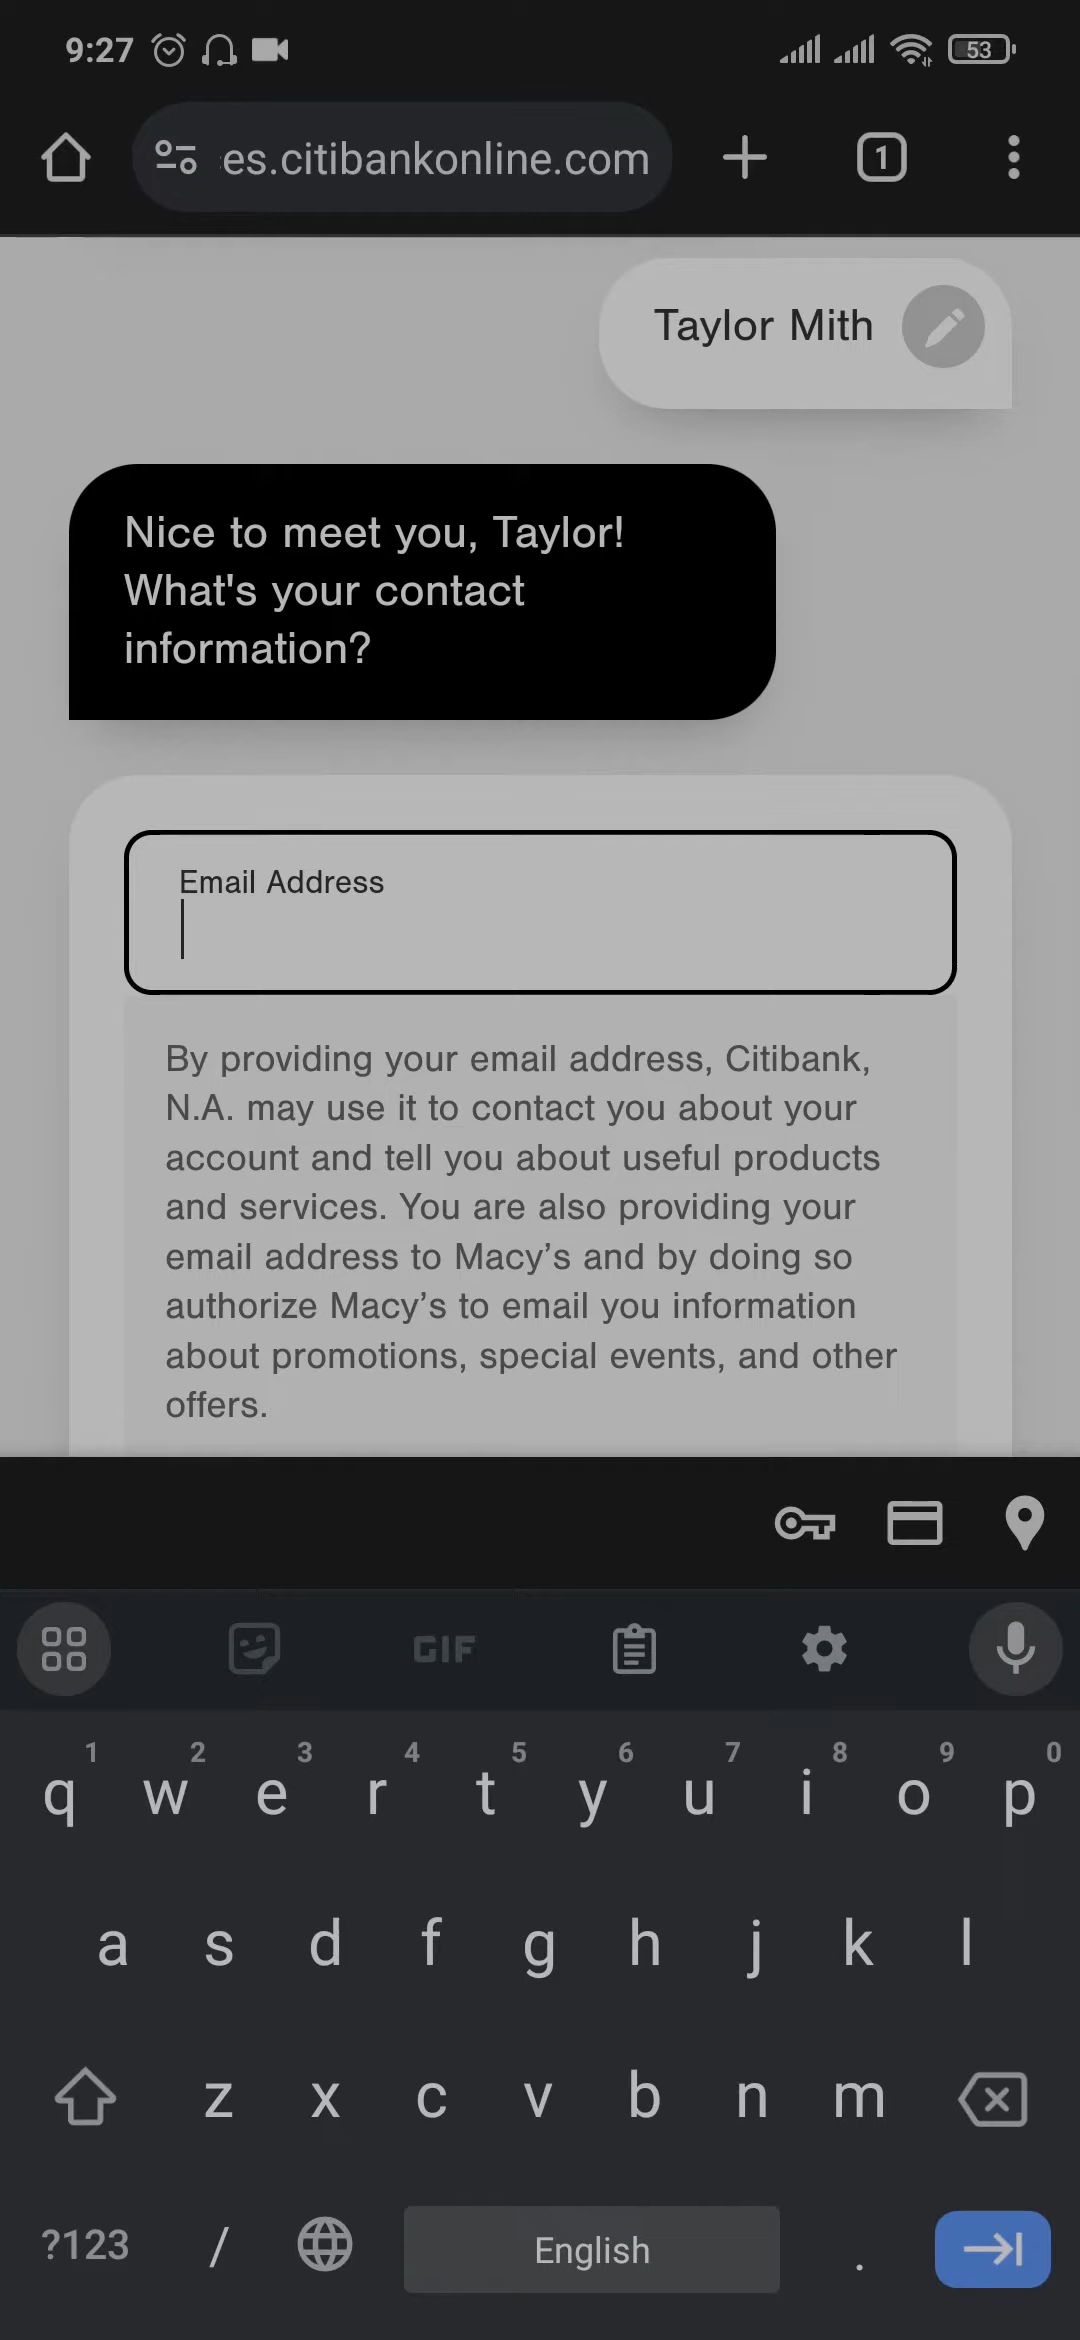 9:27
53
es.citibankonline.com
1
Taylor Mith
Nice to meet you, Taylor!
What's your contact
information?
Email Address
By providing your email address, Citibank,
N.A. may use it to contact you about your
account and tell you about useful products
and services. You are also providing your
email address to Macy’s and by doing so
authorize Macy’s to email you information
about promotions, special events, and other
offers.
GIF
1 2 3 4 5 6 7 8 9 0
q w e r t y u i o p
a s d f g h j k l
z x c v b n m
?123 / English .